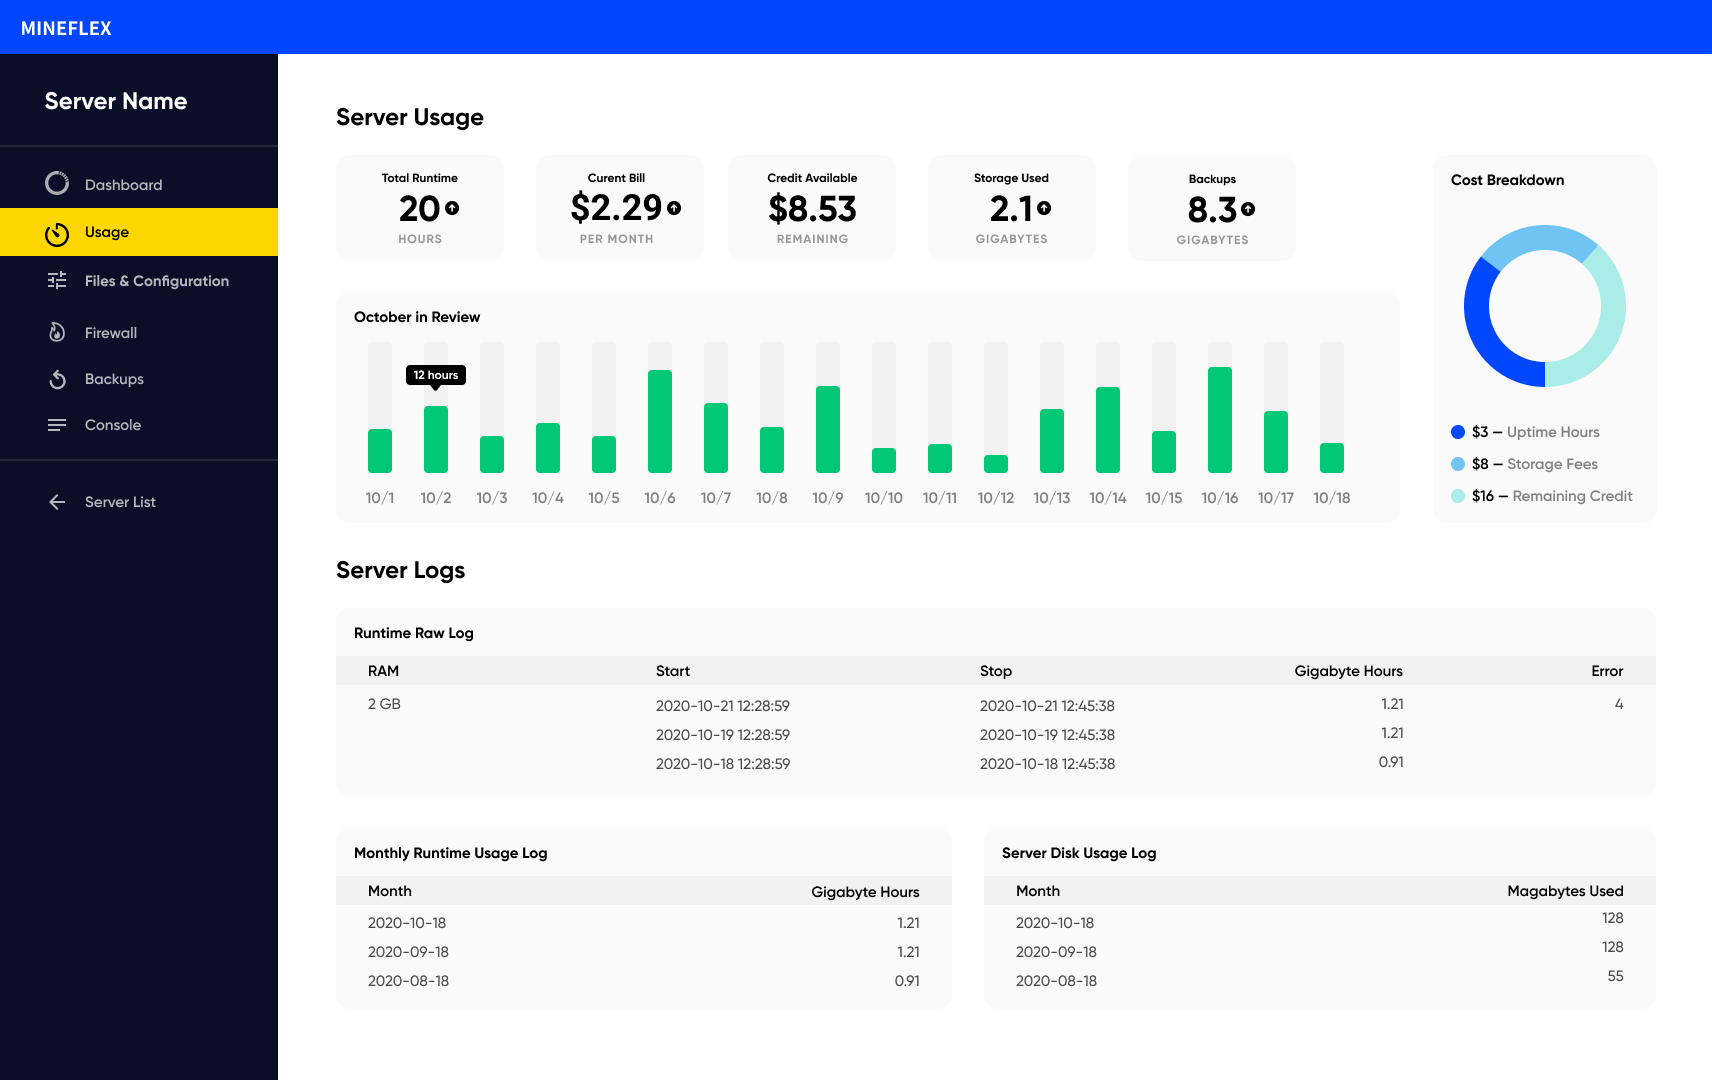 MINEFLEX
Server Name
Dashboard
Usage
Files & Configuration
Firewall
Backups
Console
Server List
Server Usage
Total Runtime
20
HOURS
Curent Bill
$2.29
PER MONTH
Credit Available
$8.53
REMAINING
Storage Used
2.1
GIGABYTES
Backups
8.3
GIGABYTES
October in Review
12 hours
10/1 10/2 10/3 10/4 10/5 10/6 10/7 10/8 10/9 10/10 10/11 10/12 10/13 10/14 10/15 10/16 10/17 10/18
Cost Breakdown
$3 — Uptime Hours
$8 — Storage Fees
$16 — Remaining Credit
Server Logs
Runtime Raw Log
RAM Start Stop Gigabyte Hours Error
2 GB 2020-10-21 12:28:59 2020-10-21 12:45:38 1.21 4
2020-10-19 12:28:59 2020-10-19 12:45:38 1.21
2020-10-18 12:28:59 2020-10-18 12:45:38 0.91
Monthly Runtime Usage Log
Month Gigabyte Hours
2020-10-18 1.21
2020-09-18 1.21
2020-08-18 0.91
Server Disk Usage Log
Month Magabytes Used
2020-10-18 128
2020-09-18 128
2020-08-18 55